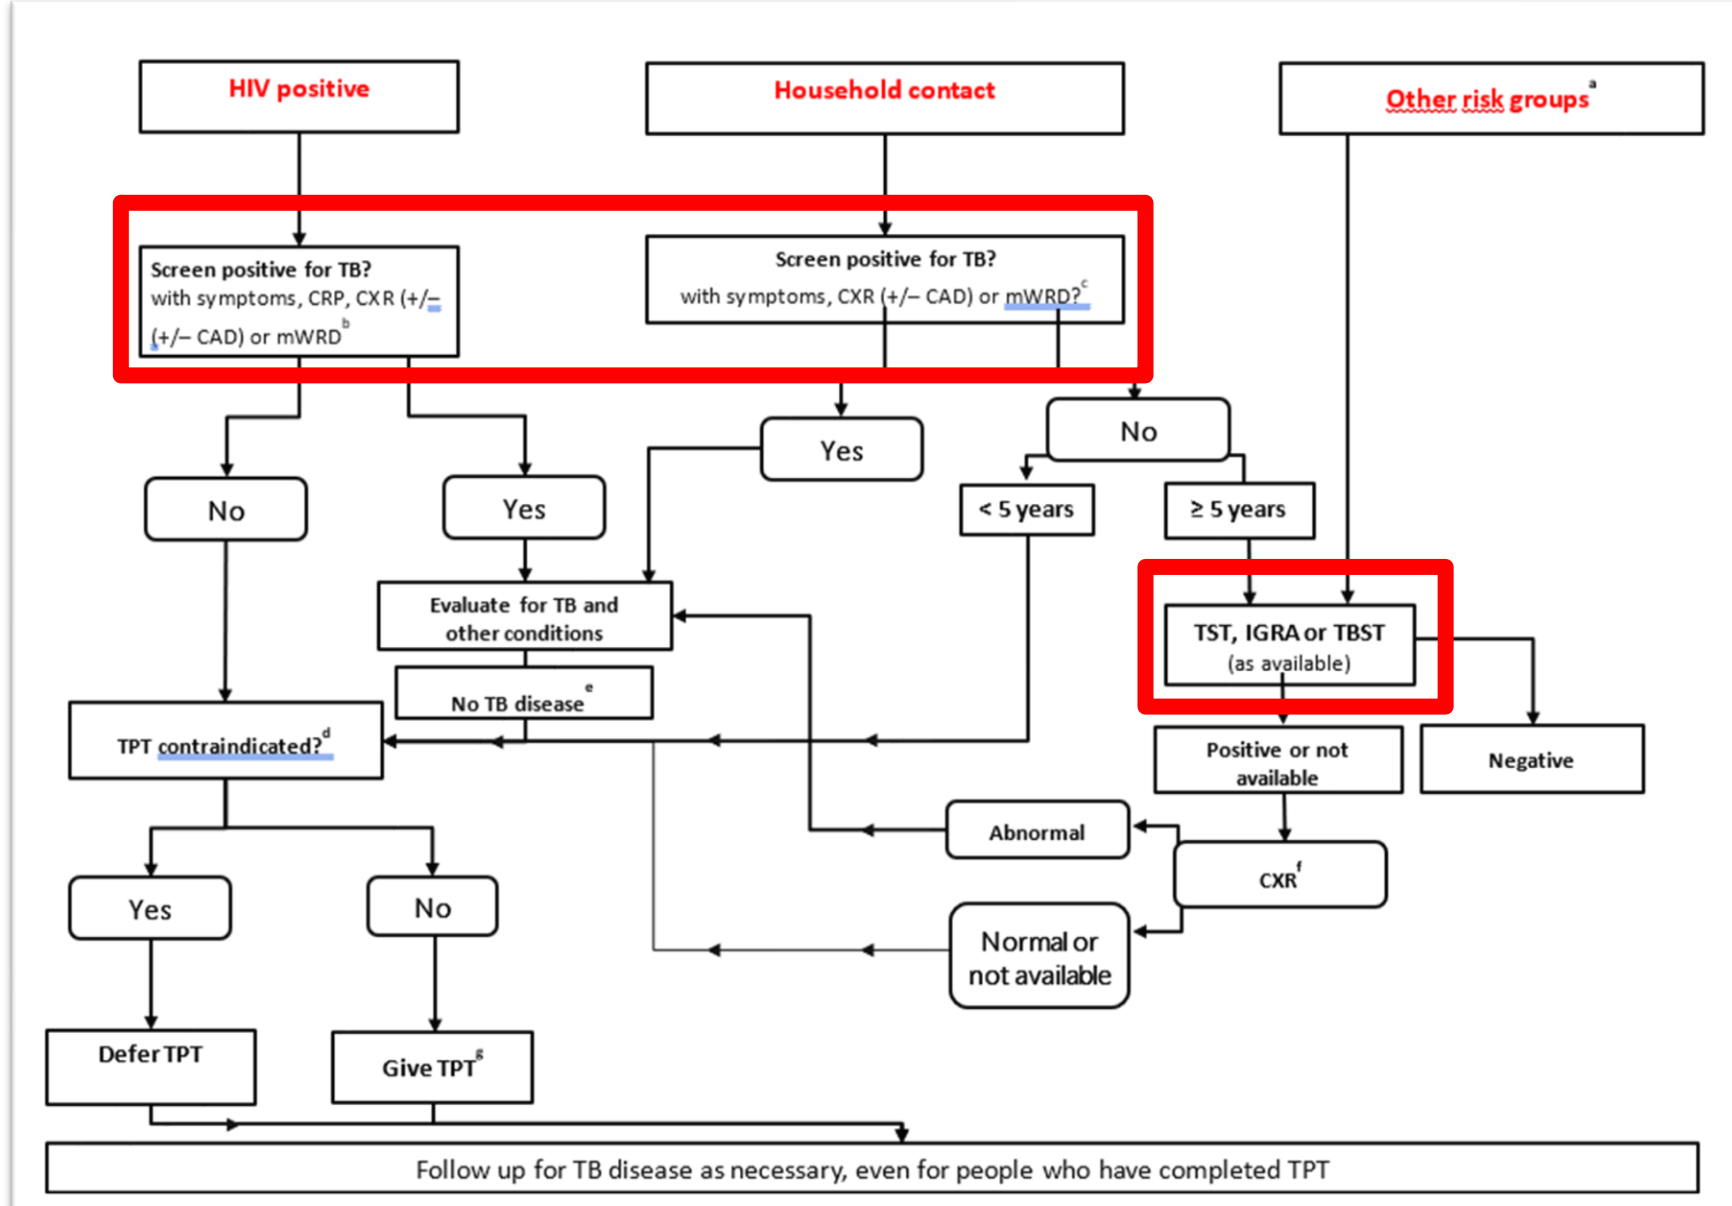 HIV positive
Household contact
Other risk groups a
Screen positive for TB?
with symptoms, CRP, CXR (+/–
(+/– CAD) or mWRD b
Screen positive for TB?
with symptoms, CXR (+/– CAD) or mWRD? c
No
Yes
Yes
No
< 5 years
≥ 5 years
Evaluate for TB and
other conditions
No TB disease e
TST, IGRA or TBST
(as available)
TPT contraindicated? d
Positive or not
available
Negative
Abnormal
CXR f
Normal or
not available
Yes
No
Defer TPT
Give TPT g
Follow up for TB disease as necessary, even for people who have completed TPT